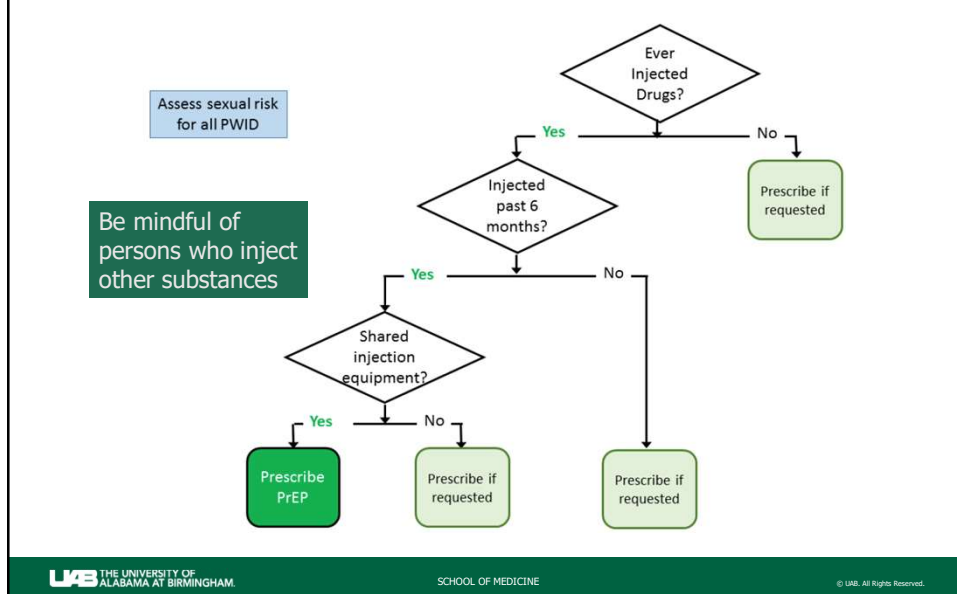 Ever
Injected
Drugs?
Assess sexual risk
for all PWID
Yes
No
Injected
past 6
months?
Prescribe if
requested
Be mindful of
persons who inject
other substances
Yes
No
Shared
injection
equipment?
Yes
No
Prescribe
PrEP
Prescribe if
requested
Prescribe if
requested
UAB THE UNIVERSITY OF
ALABAMA AT BIRMINGHAM.
SCHOOL OF MEDICINE
© UAB. All Rights Reserved.